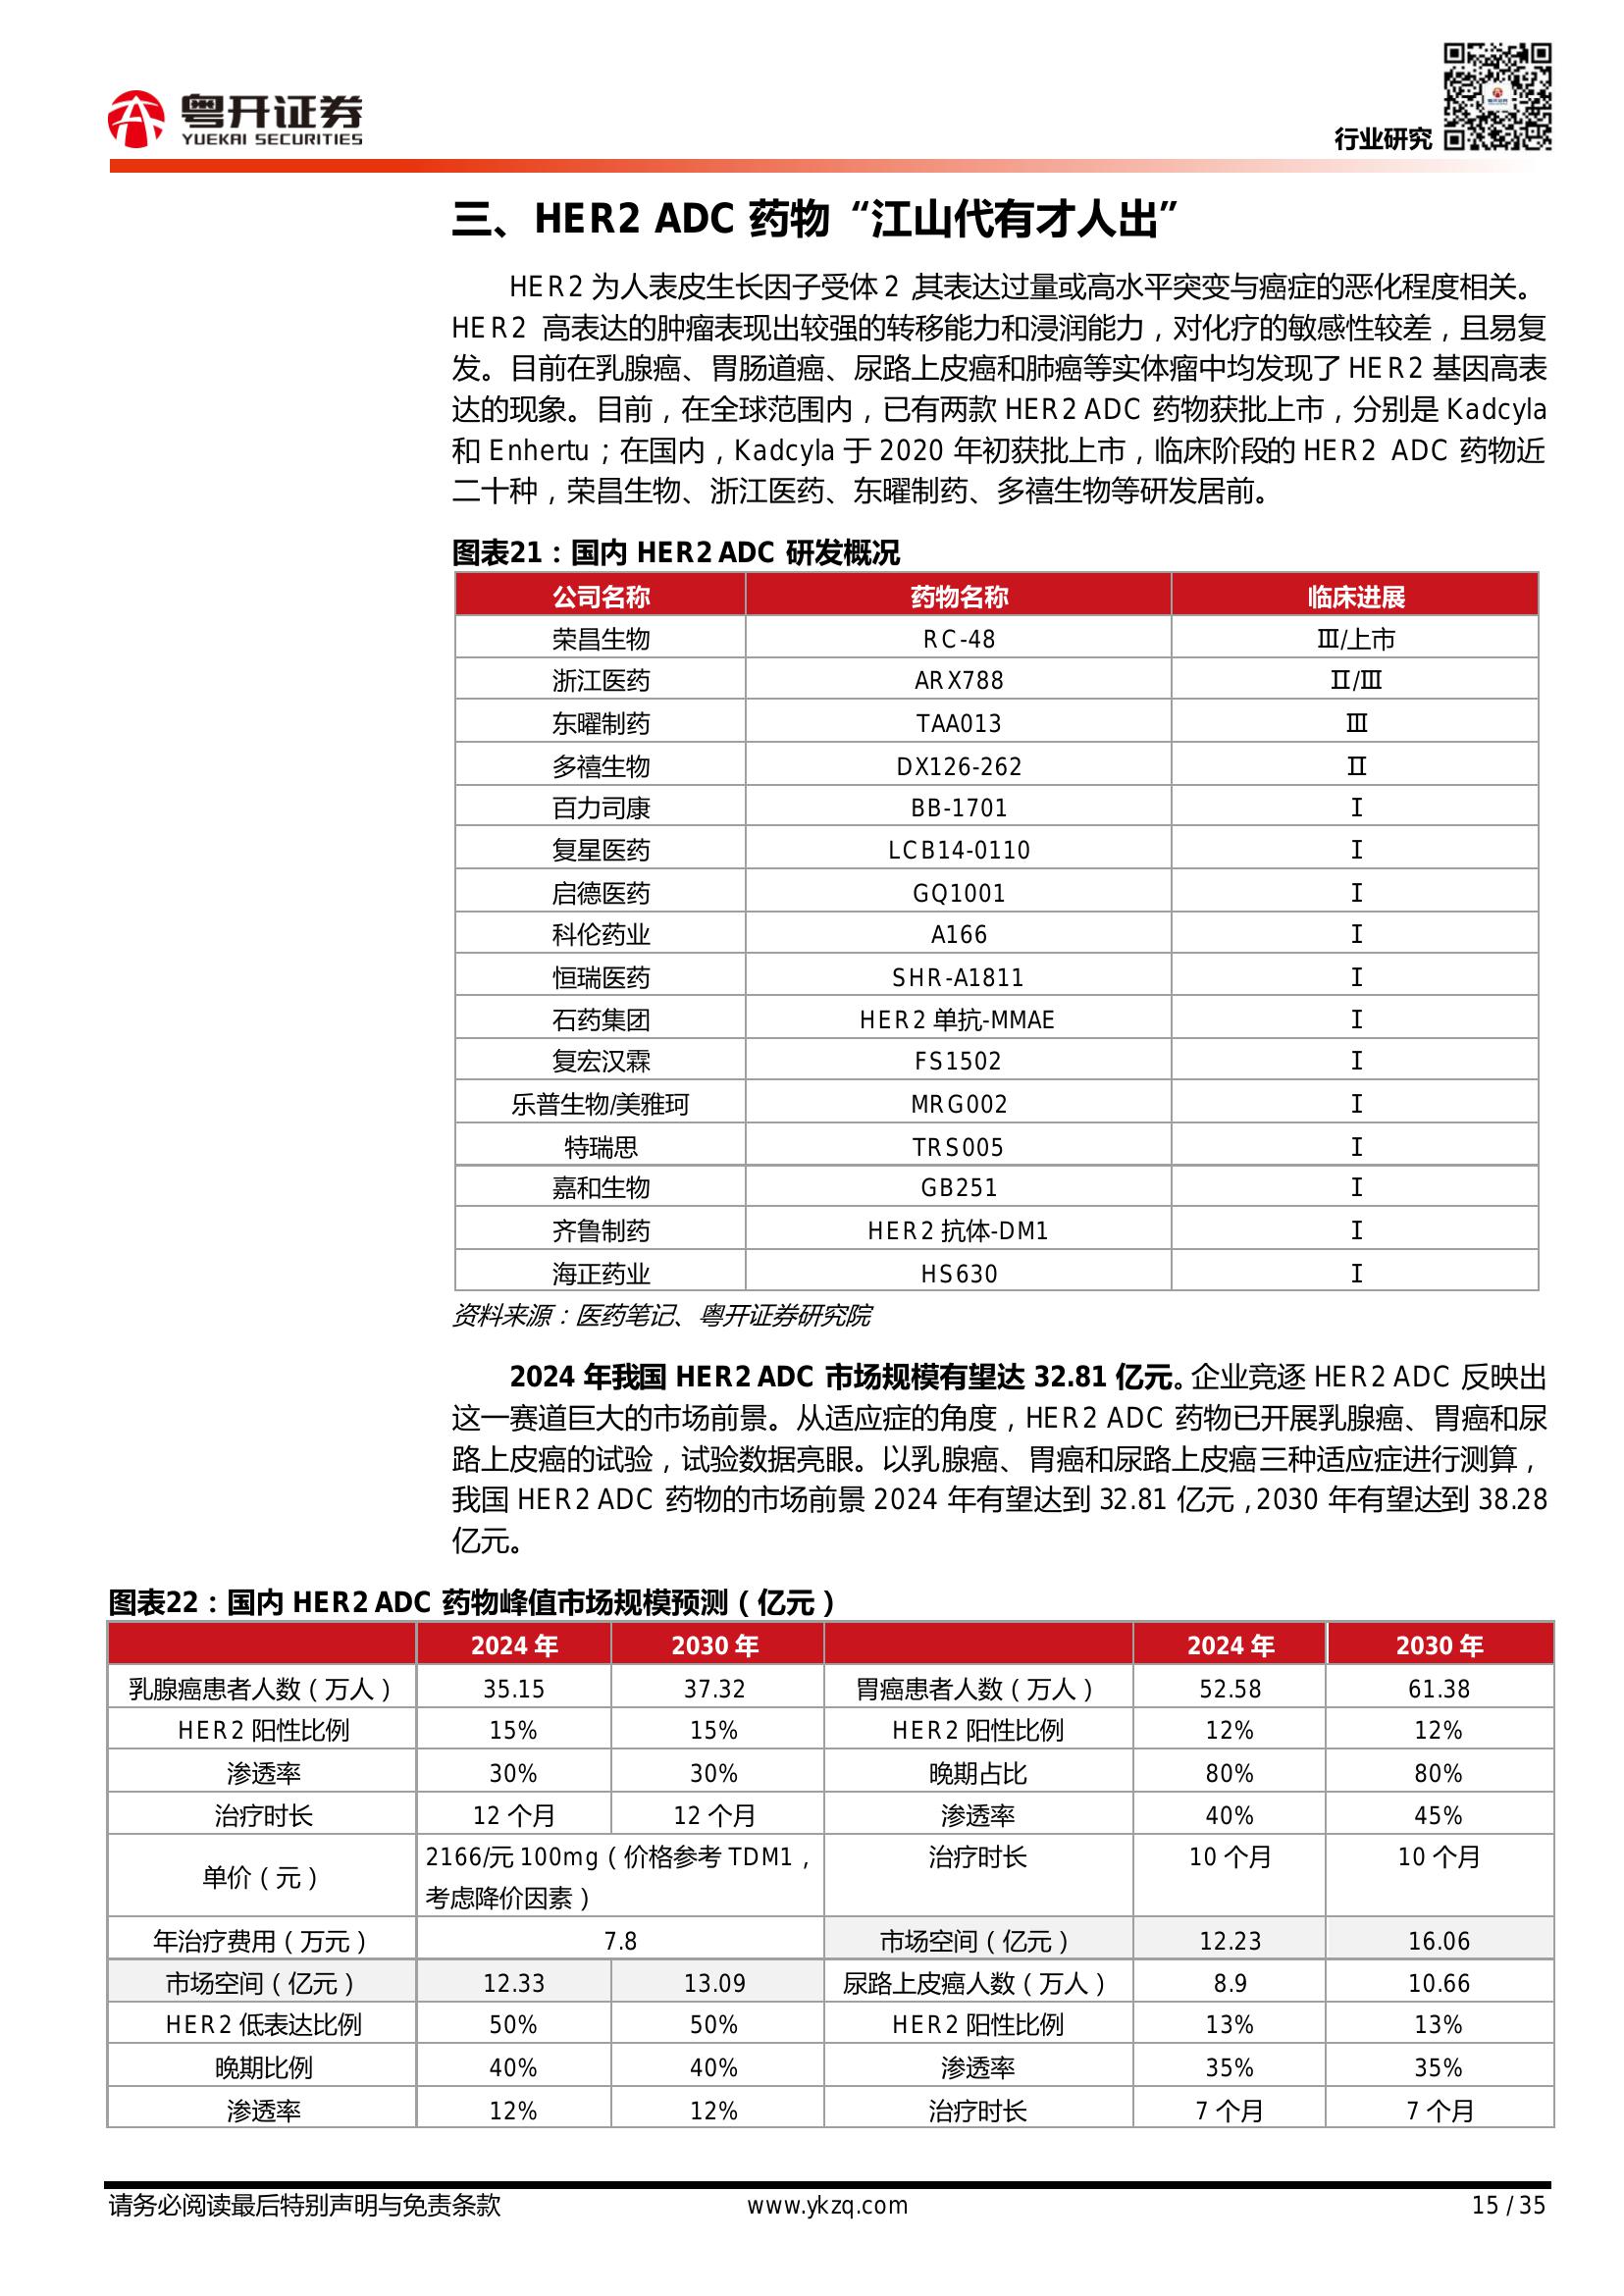 粤开证券
YUEKAI SECURITIES
行业研究
三、HER2 ADC 药物“江山代有才人出”
HER2 为人表皮生长因子受体 2 ,其表达过量或高水平突变与癌症的恶化程度相关。
HER2 高表达的肿瘤表现出较强的转移能力和浸润能力，对化疗的敏感性较差，且易复
发。目前在乳腺癌、胃肠道癌、尿路上皮癌和肺癌等实体瘤中均发现了 HER2 基因高表
达的现象。目前，在全球范围内，已有两款 HER2 ADC 药物获批上市，分别是 Kadcyla
和 Enhertu；在国内，Kadcyla 于 2020 年初获批上市，临床阶段的 HER2 ADC 药物近
二十种，荣昌生物、浙江医药、东曜制药、多禧生物等研发居前。
图表21：国内 HER2 ADC 研发概况
公司名称 药物名称 临床进展
荣昌生物 RC-48 Ⅲ/上市
浙江医药 ARX788 Ⅱ/Ⅲ
东曜制药 TAA013 Ⅲ
多禧生物 DX126-262 Ⅱ
百力司康 BB-1701 Ⅰ
复星医药 LCB14-0110 Ⅰ
启德医药 GQ1001 Ⅰ
科伦药业 A166 Ⅰ
恒瑞医药 SHR-A1811 Ⅰ
石药集团 HER2 单抗-MMAE Ⅰ
复宏汉霖 FS1502 Ⅰ
乐普生物/美雅珂 MRG002 Ⅰ
特瑞思 TRS005 Ⅰ
嘉和生物 GB251 Ⅰ
齐鲁制药 HER2 抗体-DM1 Ⅰ
海正药业 HS630 Ⅰ
资料来源：医药笔记、粤开证券研究院
2024 年我国 HER2 ADC 市场规模有望达 32.81 亿元。企业竞逐 HER2 ADC 反映出
这一赛道巨大的市场前景。从适应症的角度，HER2 ADC 药物已开展乳腺癌、胃癌和尿
路上皮癌的试验，试验数据亮眼。以乳腺癌、胃癌和尿路上皮癌三种适应症进行测算，
我国 HER2 ADC 药物的市场前景 2024 年有望达到 32.81 亿元，2030 年有望达到 38.28
亿元。
图表22：国内 HER2 ADC 药物峰值市场规模预测（亿元）
2024 年 2030 年 2024 年 2030 年
乳腺癌患者人数（万人） 35.15 37.32 胃癌患者人数（万人） 52.58 61.38
HER2 阳性比例 15% 15% HER2 阳性比例 12% 12%
渗透率 30% 30% 晚期占比 80% 80%
治疗时长 12 个月 12 个月 渗透率 40% 45%
单价（元） 2166/元 100mg（价格参考 TDM1， 治疗时长 10 个月 10 个月
考虑降价因素）
年治疗费用（万元） 7.8 市场空间（亿元） 12.23 16.06
市场空间（亿元） 12.33 13.09 尿路上皮癌人数（万人） 8.9 10.66
HER2 低表达比例 50% 50% HER2 阳性比例 13% 13%
晚期比例 40% 40% 渗透率 35% 35%
渗透率 12% 12% 治疗时长 7 个月 7 个月
请务必阅读最后特别声明与免责条款 www.ykzq.com 15 / 35